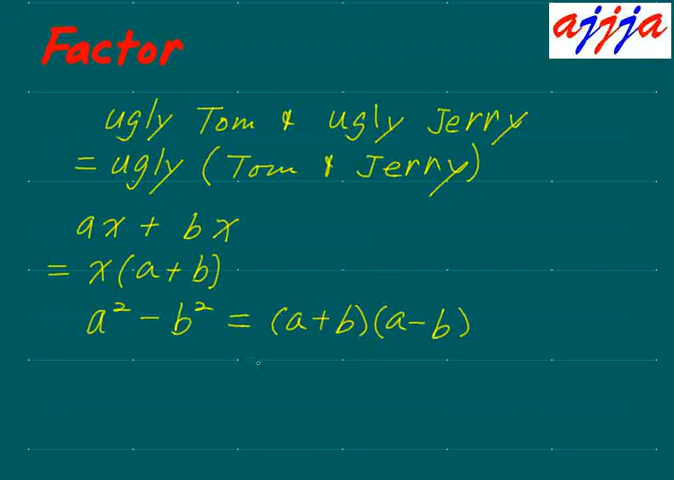 ajjja
Factor
ugly Tom & ugly Jerry
= ugly (Tom & Jerry)
ax + bx
= x(a+b)
a² - b² = (a+b)(a-b)